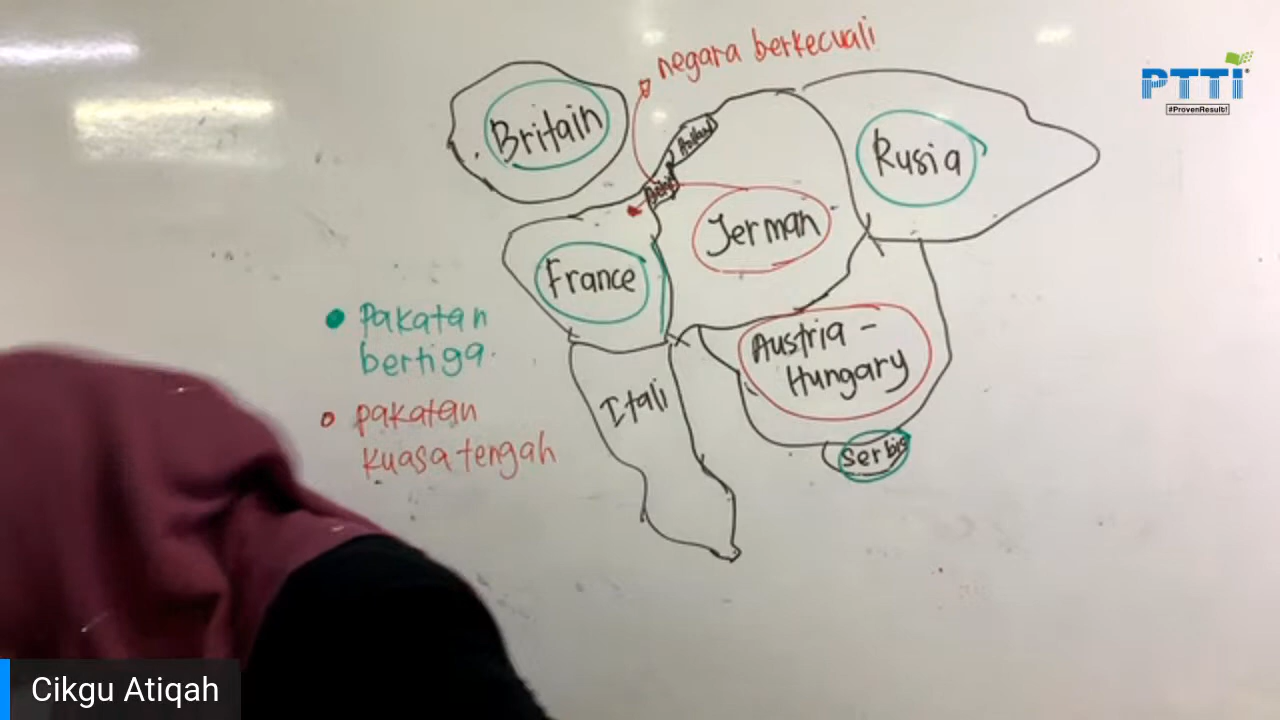 negara berkecuali
PTTI
#ProvenResult!
Britain
Rusia
Jerman
France
Pakatan
bertiga.
Austria -
Hungary
Itali
pakatan
kuasa tengah
Serbia
Cikgu Atiqah